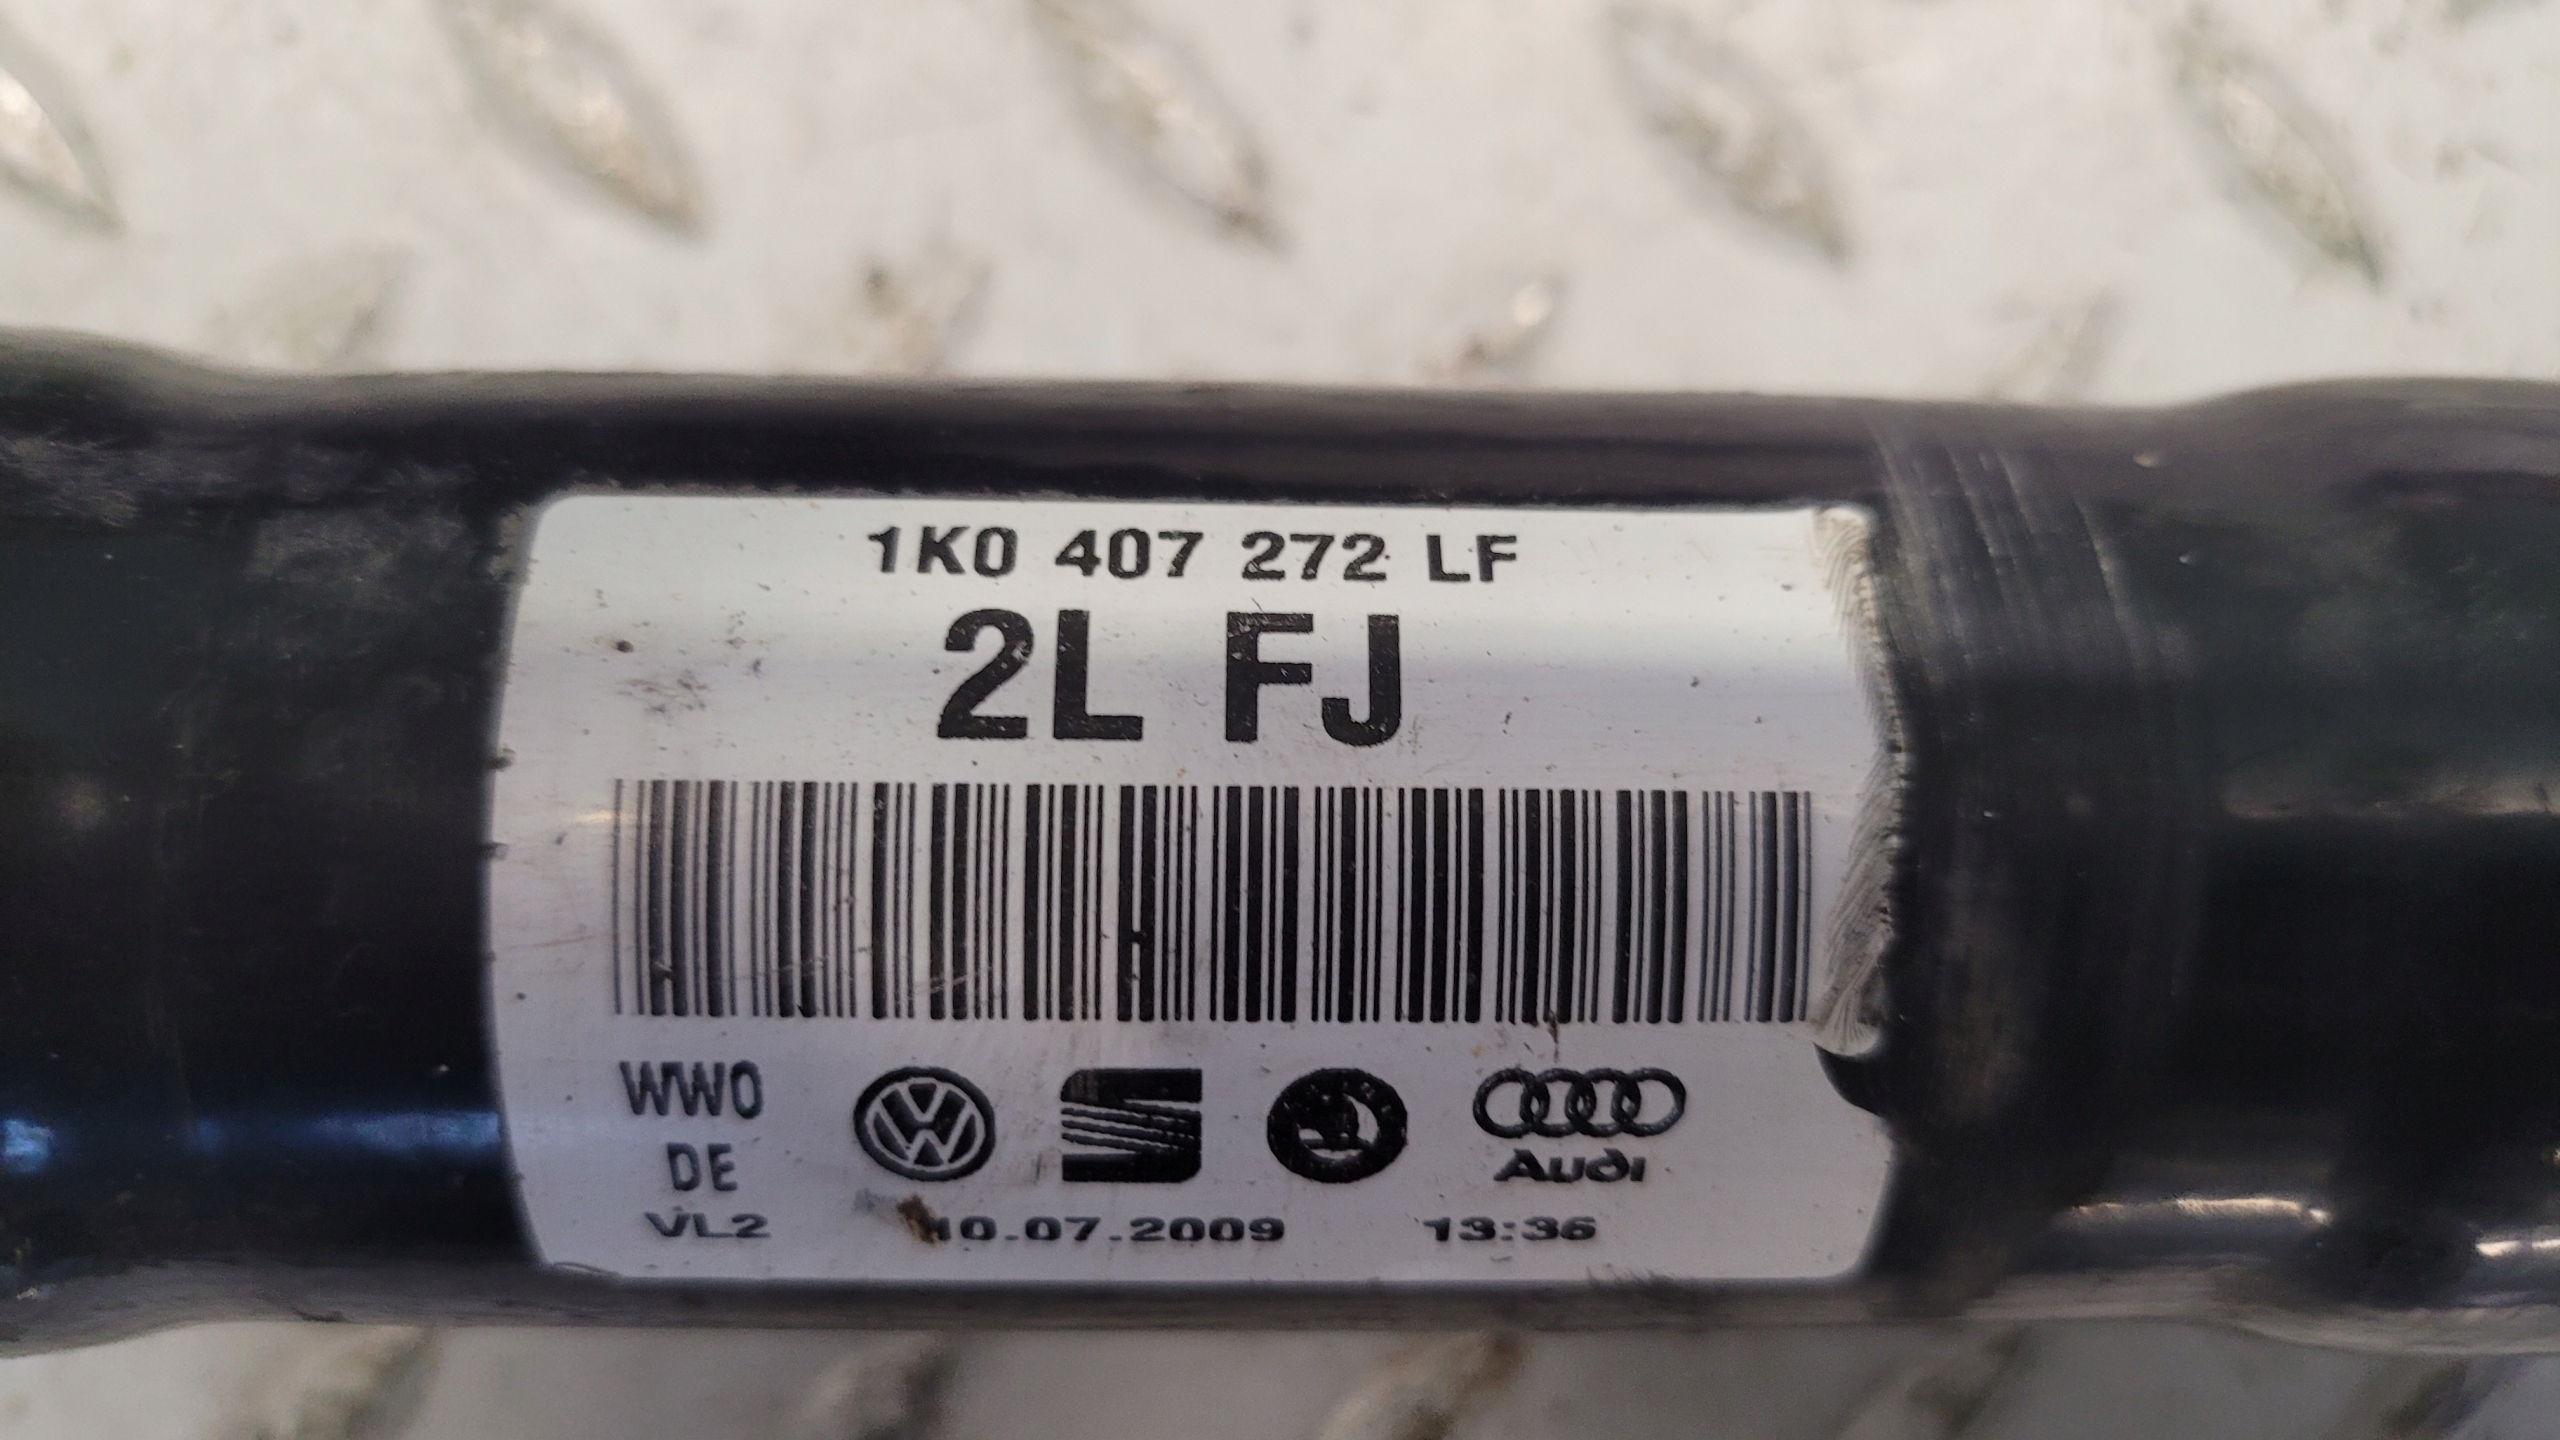 1K0 407 272 LF
2L FJ
WW0
DE
Audi
VL2 10.07.2009 13:36